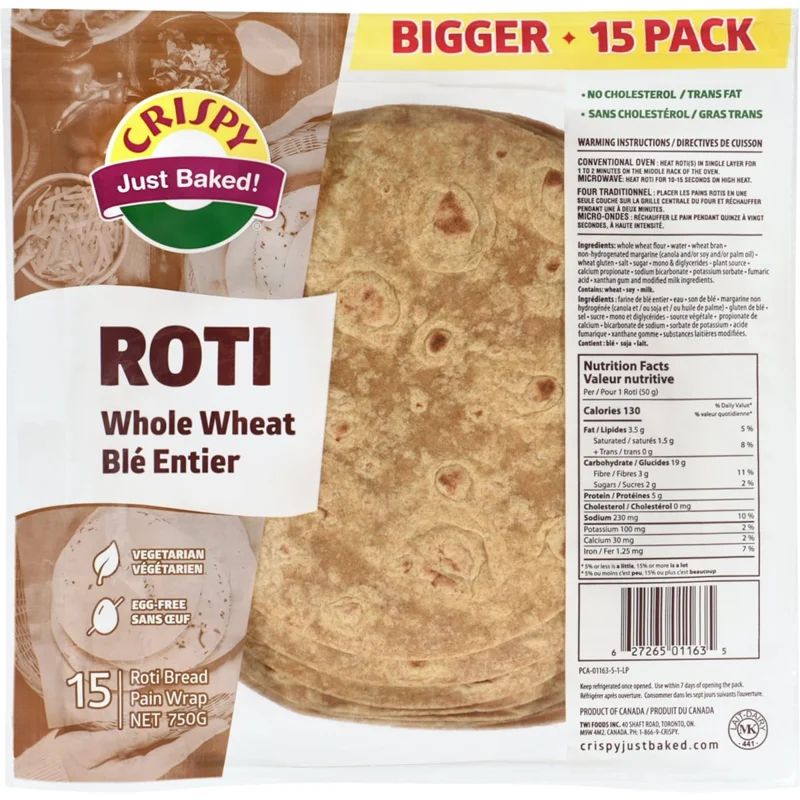 BIGGER ✦ 15 PACK
CRISPY
Just Baked!
ROTI
Whole Wheat
Blé Entier
VEGETARIAN
VÉGÉTARIEN
EGG-FREE
SANS ŒUF
15
Roti Bread
Pain Wrap
NET 750G
• NO CHOLESTEROL / TRANS FAT
• SANS CHOLESTÉROL / GRAS TRANS
WARMING INSTRUCTIONS / DIRECTIVES DE CUISSON
CONVENTIONAL OVEN : HEAT ROTI(S) IN SINGLE LAYER FOR
1 TO 2 MINUTES ON THE MIDDLE RACK OF THE OVEN.
MICROWAVE: HEAT ROTI FOR 10-15 SECONDS ON HIGH HEAT.
FOUR TRADITIONNEL : PLACER LES PAINS ROTIS EN UNE
SEULE COUCHE SUR LA GRILLE CENTRALE DU FOUR ET RÉCHAUFFER
PENDANT UNE À DEUX MINUTES.
MICRO-ONDES : RÉCHAUFFER LE PAIN PENDANT QUINZE À VINGT
SECONDES, À HAUTE INTENSITÉ.
Ingredients: whole wheat flour • water • wheat bran •
non-hydrogenated margarine (canola and/or soy and/or palm oil) •
wheat gluten • salt • sugar • mono & diglycerides - plant source •
calcium propionate • sodium bicarbonate • potassium sorbate • fumaric
acid • xanthan gum and modified milk ingredients.
Contains: wheat • soy • milk.
Ingrédients : farine de blé entier • eau • son de blé • margarine non
hydrogénée (canola et / ou soja et / ou huile de palme) • gluten de blé •
sel • sucre • mono et diglycérides - source végétale • propionate de
calcium • bicarbonate de sodium • sorbate de potassium • acide
fumarique • xanthane gomme • substances laitières modifiées.
Contient : blé • soja • lait.
Nutrition Facts
Valeur nutritive
Per / Pour 1 Roti (50 g)
Calories 130
% Daily Value*
% valeur quotidienne*
Fat / Lipides 3.5 g 5 %
Saturated / saturés 1.5 g
+ Trans / trans 0 g 8 %
Carbohydrate / Glucides 19 g
Fibre / Fibres 3 g 11 %
Sugars / Sucres 2 g 2 %
Protein / Protéines 5 g
Cholesterol / Cholestérol 0 mg
Sodium 230 mg 10 %
Potassium 100 mg 2 %
Calcium 30 mg 2 %
Iron / Fer 1.25 mg 7 %
* 5% or less is a little, 15% or more is a lot
* 5% ou moins c'est peu, 15% ou plus c'est beaucoup
6 27265 01163 5
PCA-01163-5-1-LP
Keep refrigerated once opened. Use within 7 days of opening the pack.
Réfrigérer après ouverture. Consommer dans les sept jours suivants l'ouverture.
PRODUCT OF CANADA / PRODUIT DU CANADA
TWI FOODS INC. 40 SHAFT ROAD, TORONTO, ON.
M9W 4M2. CANADA. PH: 1-866-9-CRISPY.
crispyjustbaked.com
LAIT-DAIRY
MK
• 441 •